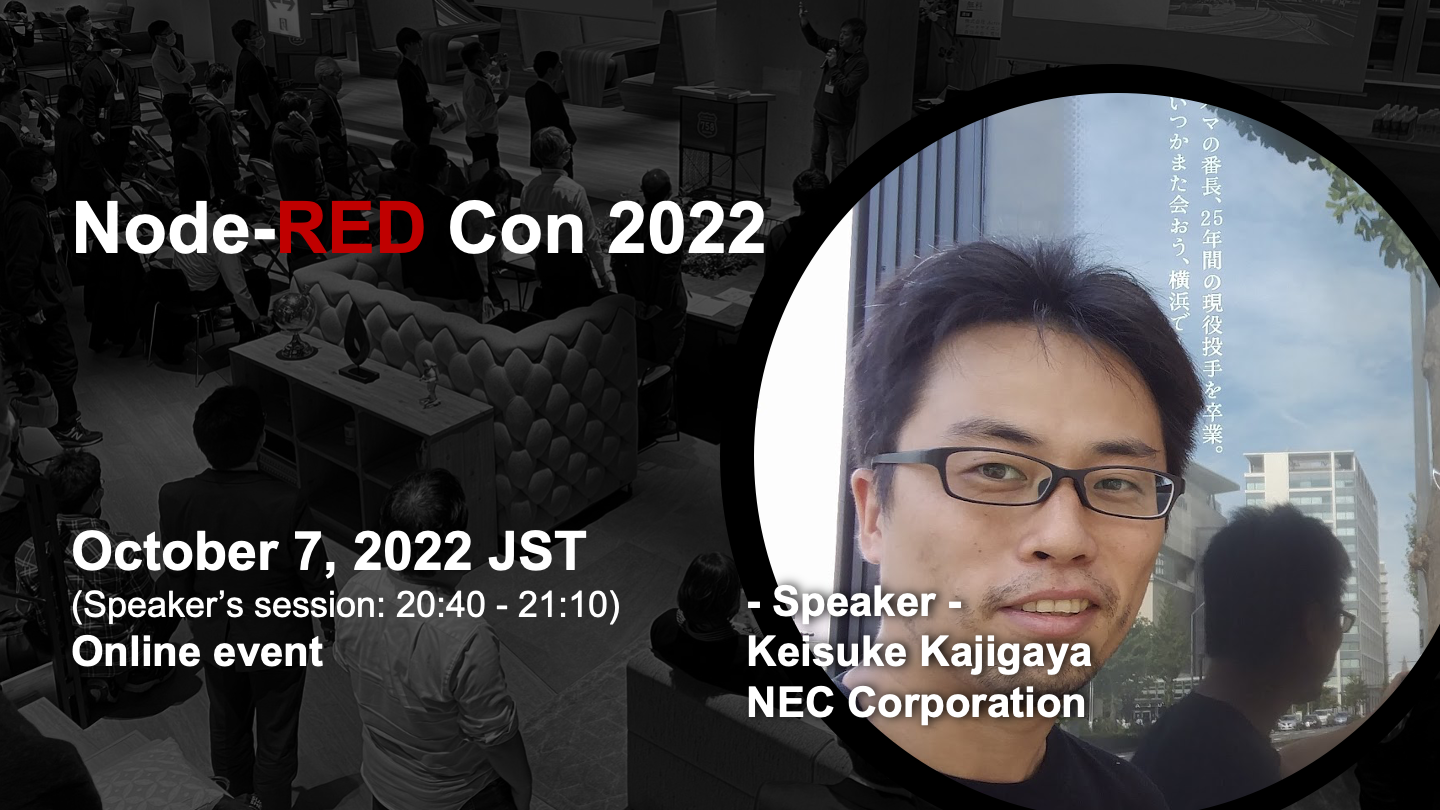 Node-RED Con 2022
October 7, 2022 JST
(Speaker's session: 20:40 - 21:10)
Online event
- Speaker -
Keisuke Kajigaya
NEC Corporation
マの番長、25年間の現役投手を卒業。
いつかまた会おう、横浜で